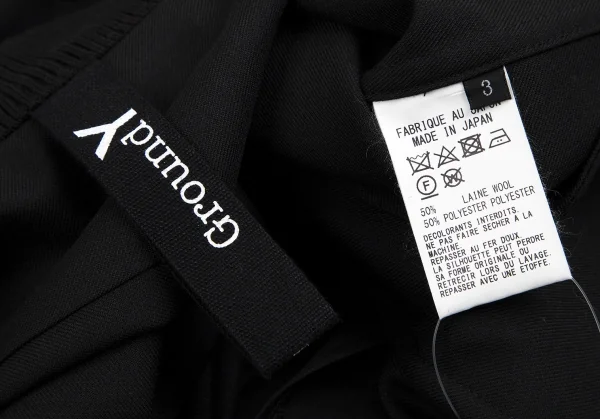 Ground Y
3
FABRIQUE AU JAPON
MADE IN JAPAN
F
W
50% LAINE WOOL
50% POLYESTER POLYESTER
DECOLORANTS INTERDITS.
NE PAS FAIRE SECHER A LA
MACHINE.
REPASSER AU FER DOUX.
LA SILHOUETTE PEUT PERDRE
SA FORME ORIGINALE OU
RETRECIR LORS DU LAVAGE.
REPASSER AVEC UNE ETOFFE.